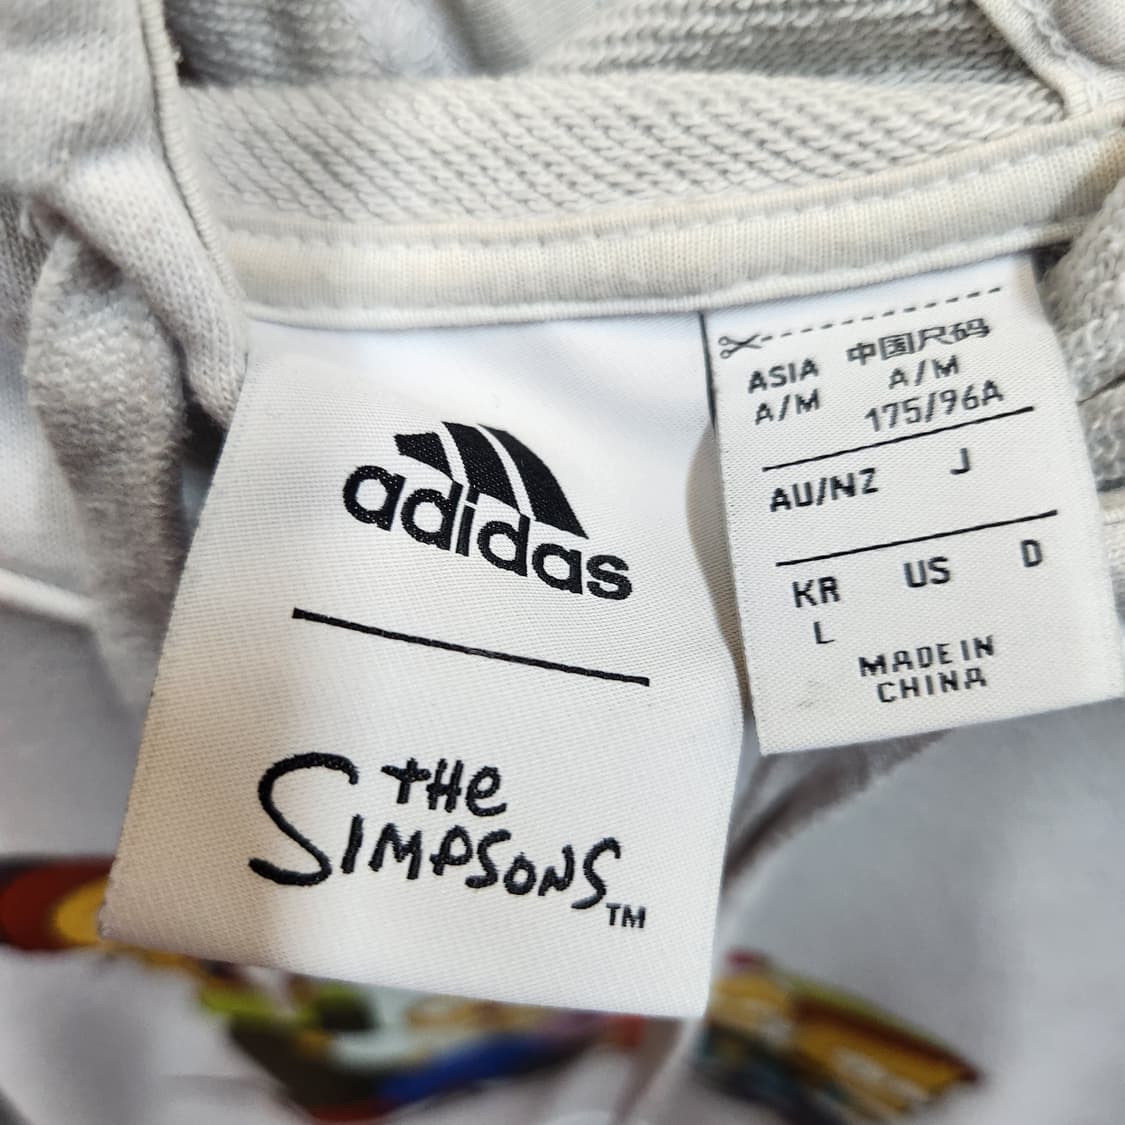 adidas
THE
SIMPSONS
TM
ASIA 中国尺码
A/M A/M
175/96A
AU/NZ J
KR US D
L
MADE IN
CHINA